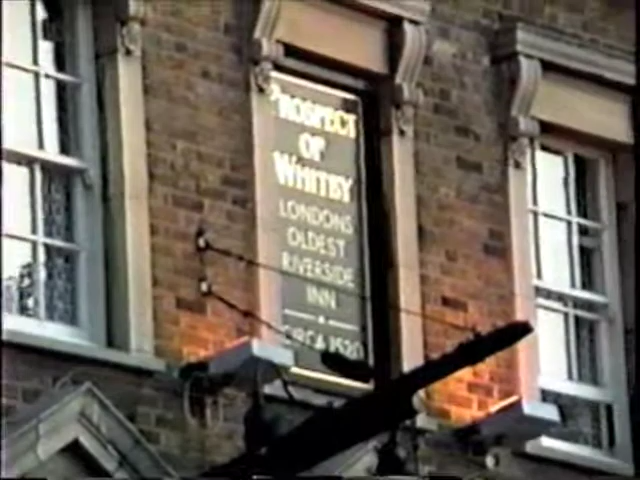 PROSPECT
OF
WHITBY
LONDONS
OLDEST
RIVERSIDE
INN
CIRCA 1520